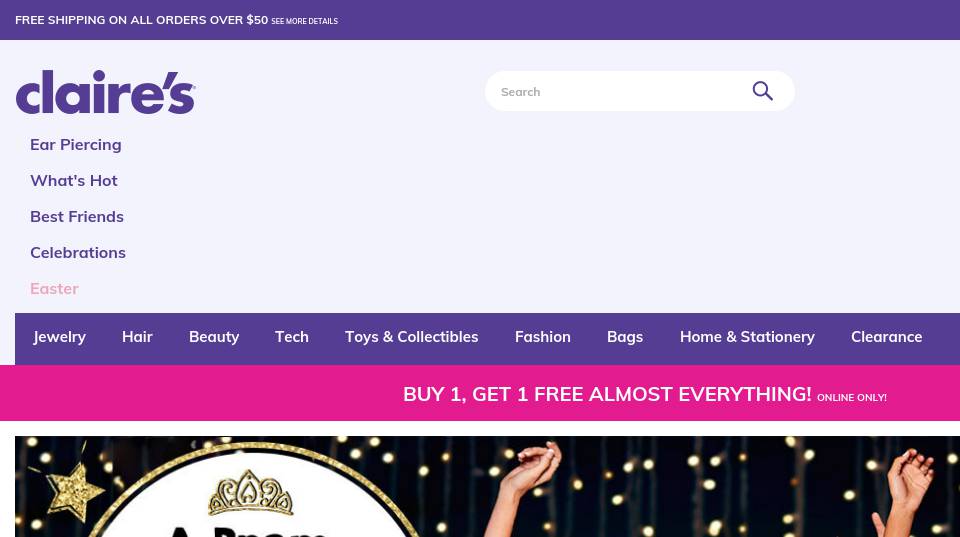 FREE SHIPPING ON ALL ORDERS OVER $50 SEE MORE DETAILS
claire's
Search
Ear Piercing
What's Hot
Best Friends
Celebrations
Easter
Jewelry Hair Beauty Tech Toys & Collectibles Fashion Bags Home & Stationery Clearance
BUY 1, GET 1 FREE ALMOST EVERYTHING! ONLINE ONLY!
A Prom